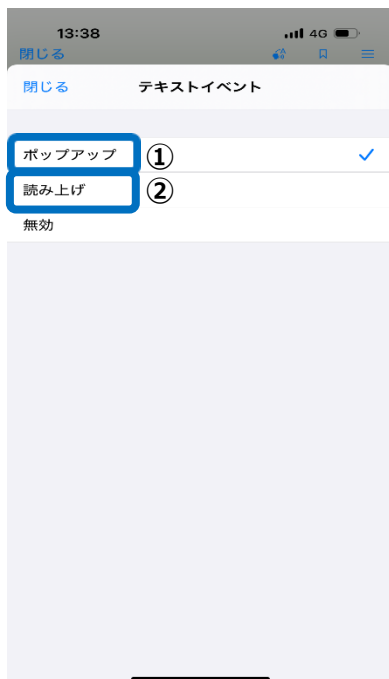 13:38 4G
閉じる
閉じる テキストイベント
ポップアップ ①
読み上げ ②
無効